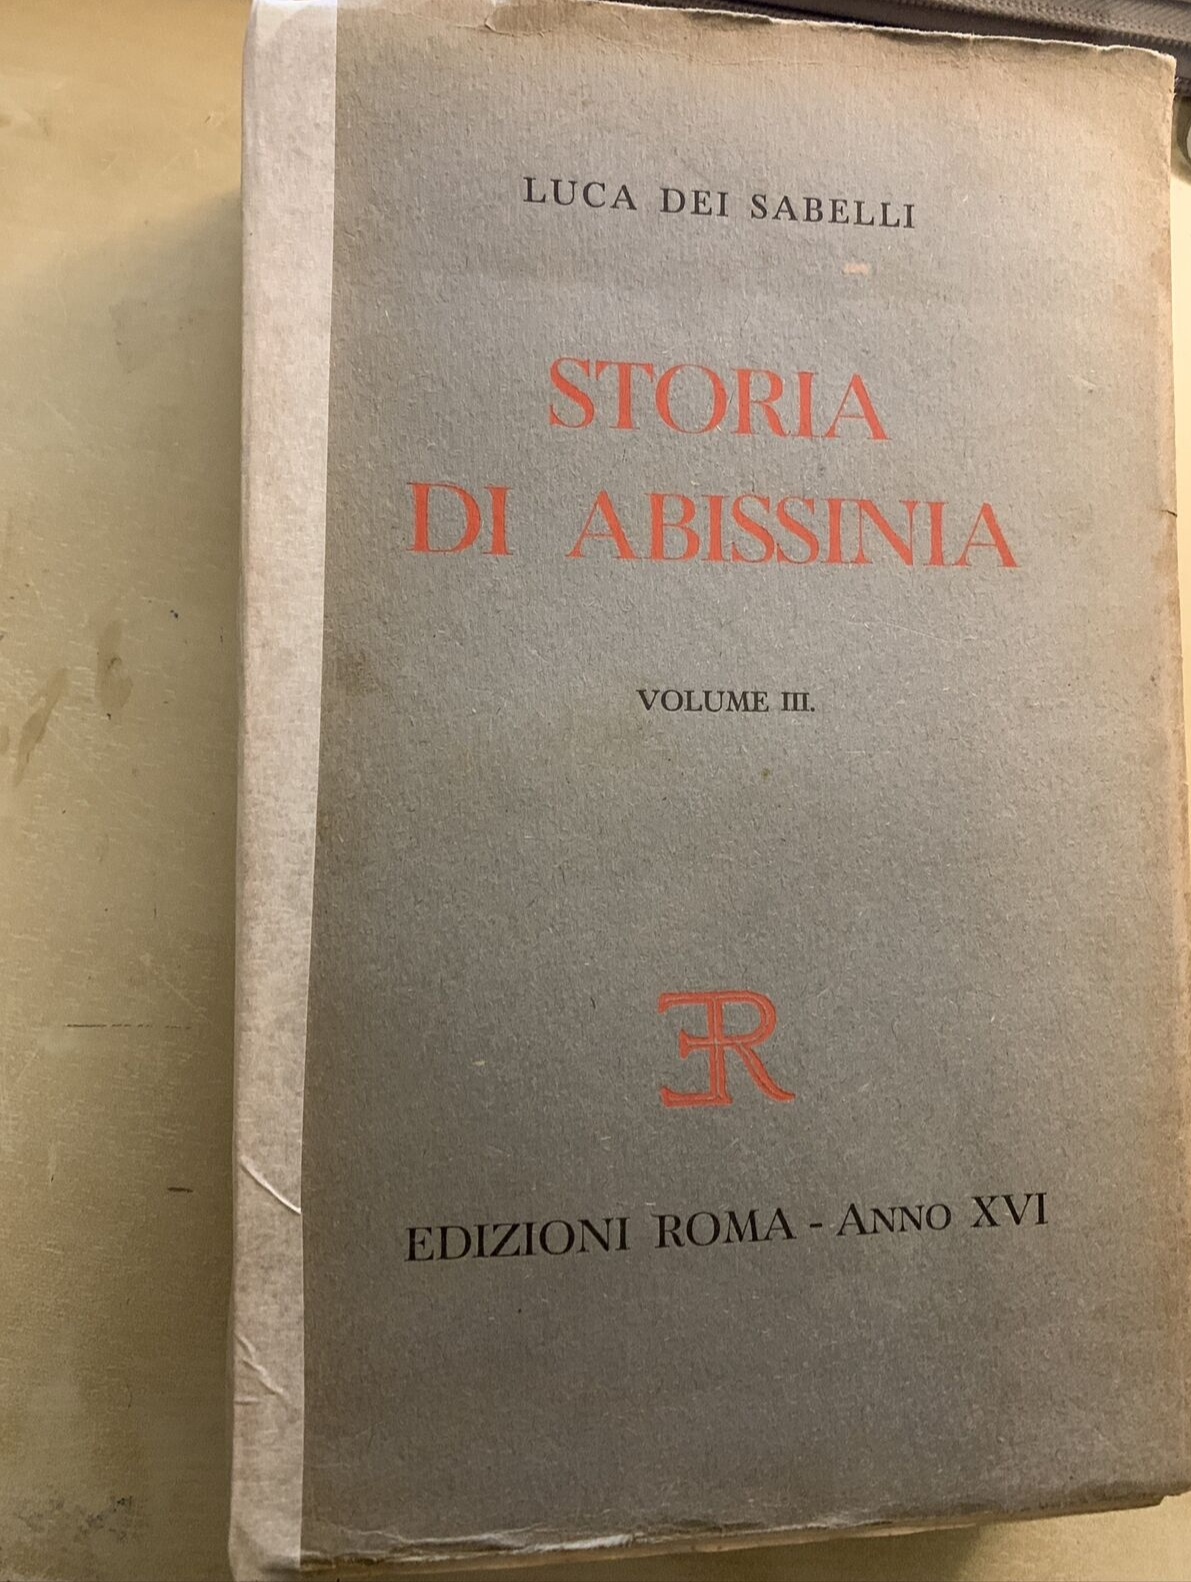 LUCA DEI SABELLI
STORIA
DI ABISSINIA
VOLUME III.
ER
EDIZIONI ROMA - ANNO XVI